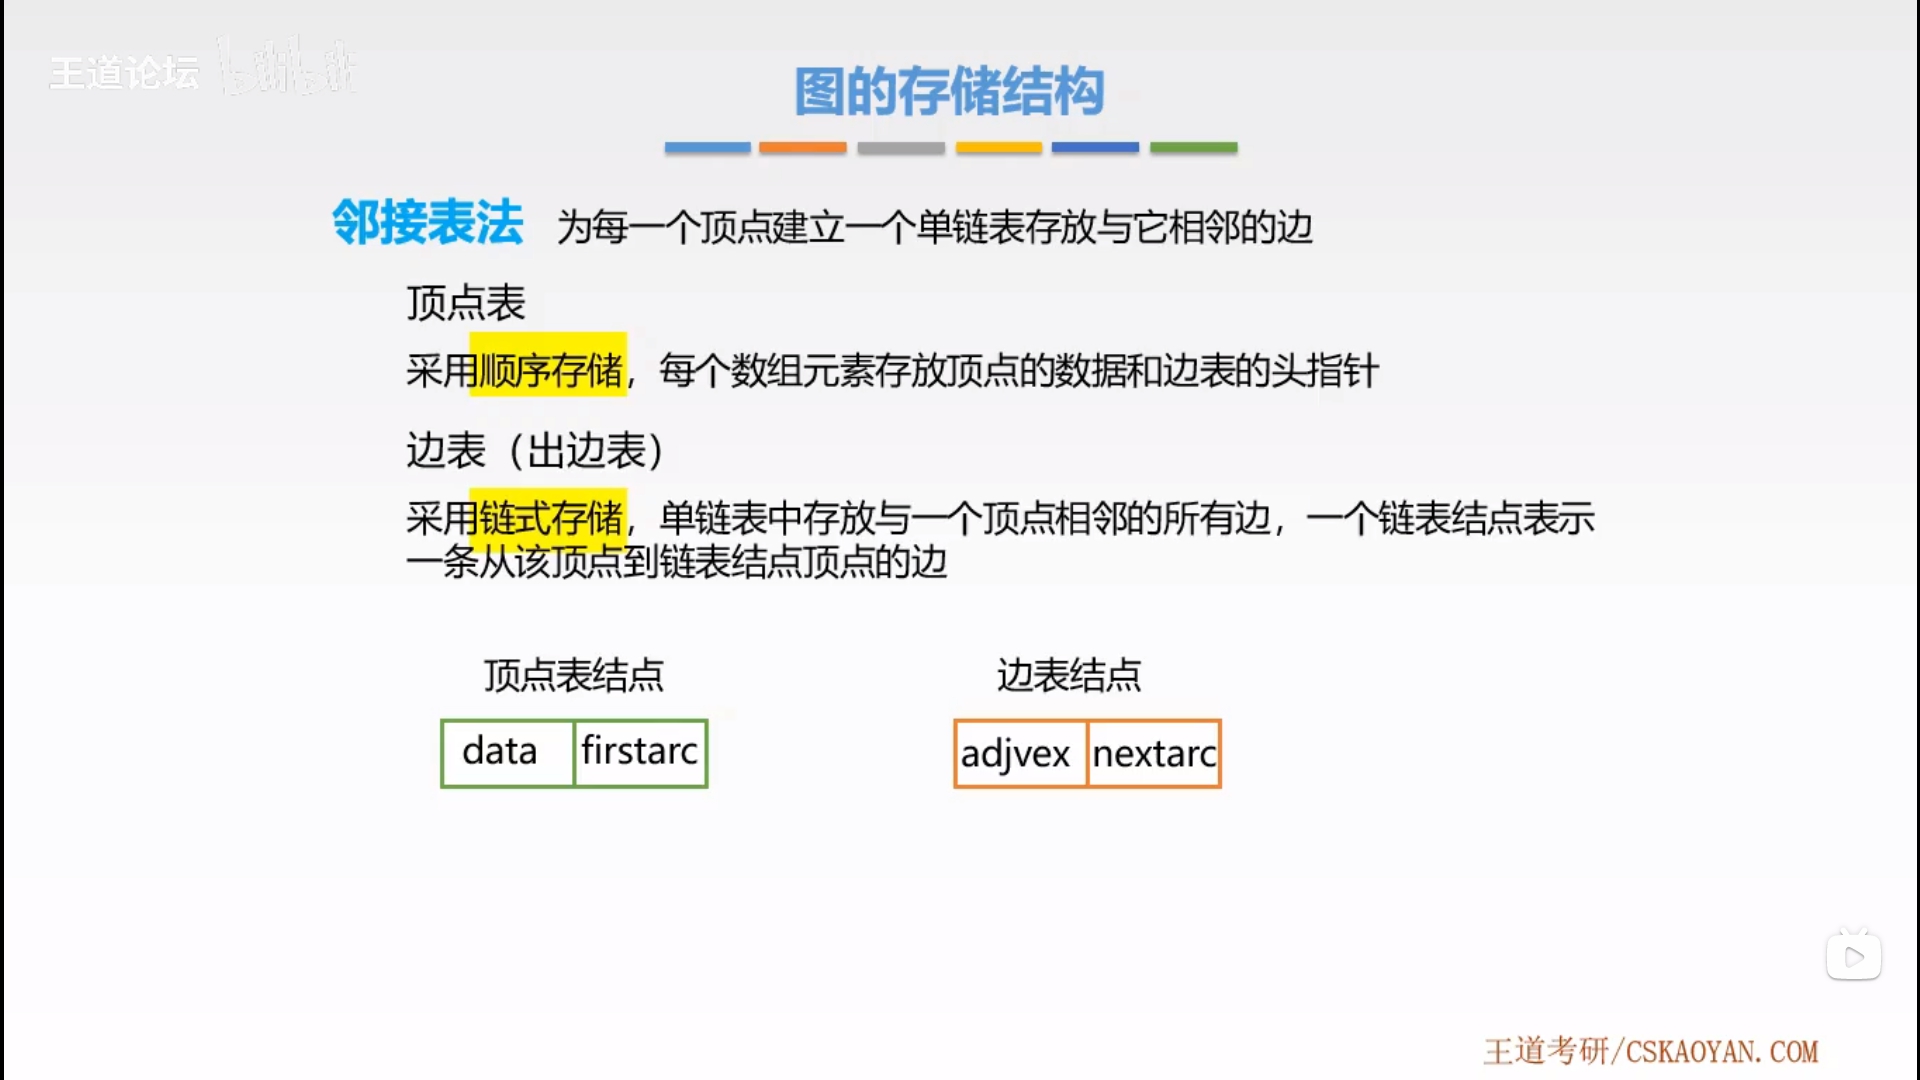 王道论坛 bilibili
图的存储结构
邻接表法 为每一个顶点建立一个单链表存放与它相邻的边
顶点表
采用顺序存储，每个数组元素存放顶点的数据和边表的头指针
边表（出边表）
采用链式存储，单链表中存放与一个顶点相邻的所有边，一个链表结点表示
一条从该顶点到链表结点顶点的边
顶点表结点 边表结点
data firstarc adjvex nextarc
王道考研/CSKAOYAN.COM